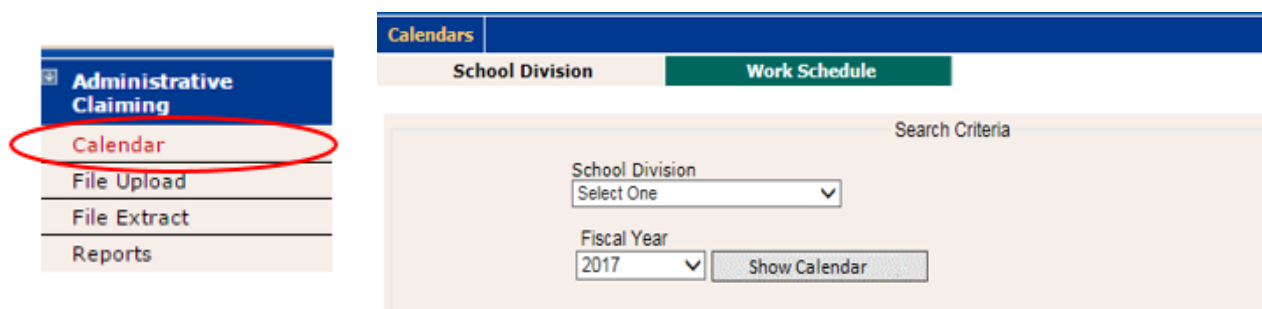 Administrative
Claiming
Calendar
File Upload
File Extract
Reports
Calendars
School Division Work Schedule
Search Criteria
School Division
Select One
Fiscal Year
2017 Show Calendar